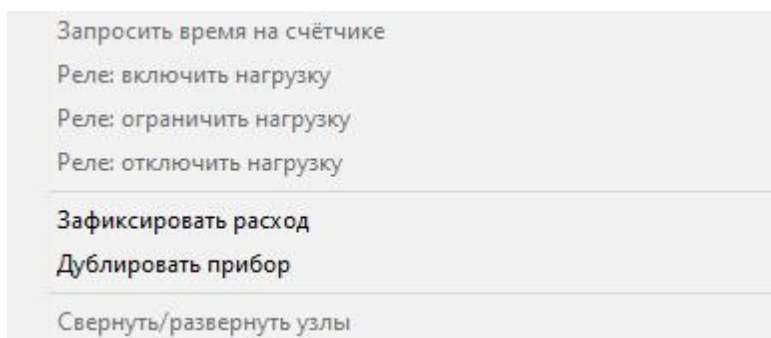 Запросить время на счётчике
Реле: включить нагрузку
Реле: ограничить нагрузку
Реле: отключить нагрузку
Зафиксировать расход
Дублировать прибор
Свернуть/развернуть узлы